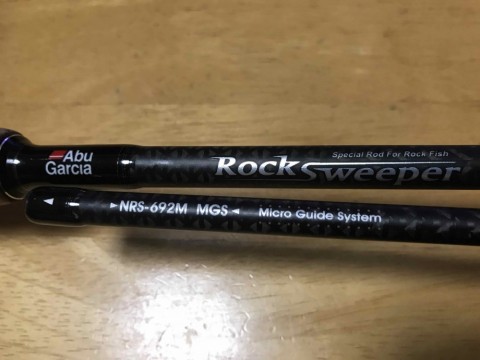 Abu
Garcia
Special Rod For Rock Fish
Rock Sweeper
►NRS-692M MGS◄ Micro Guide System